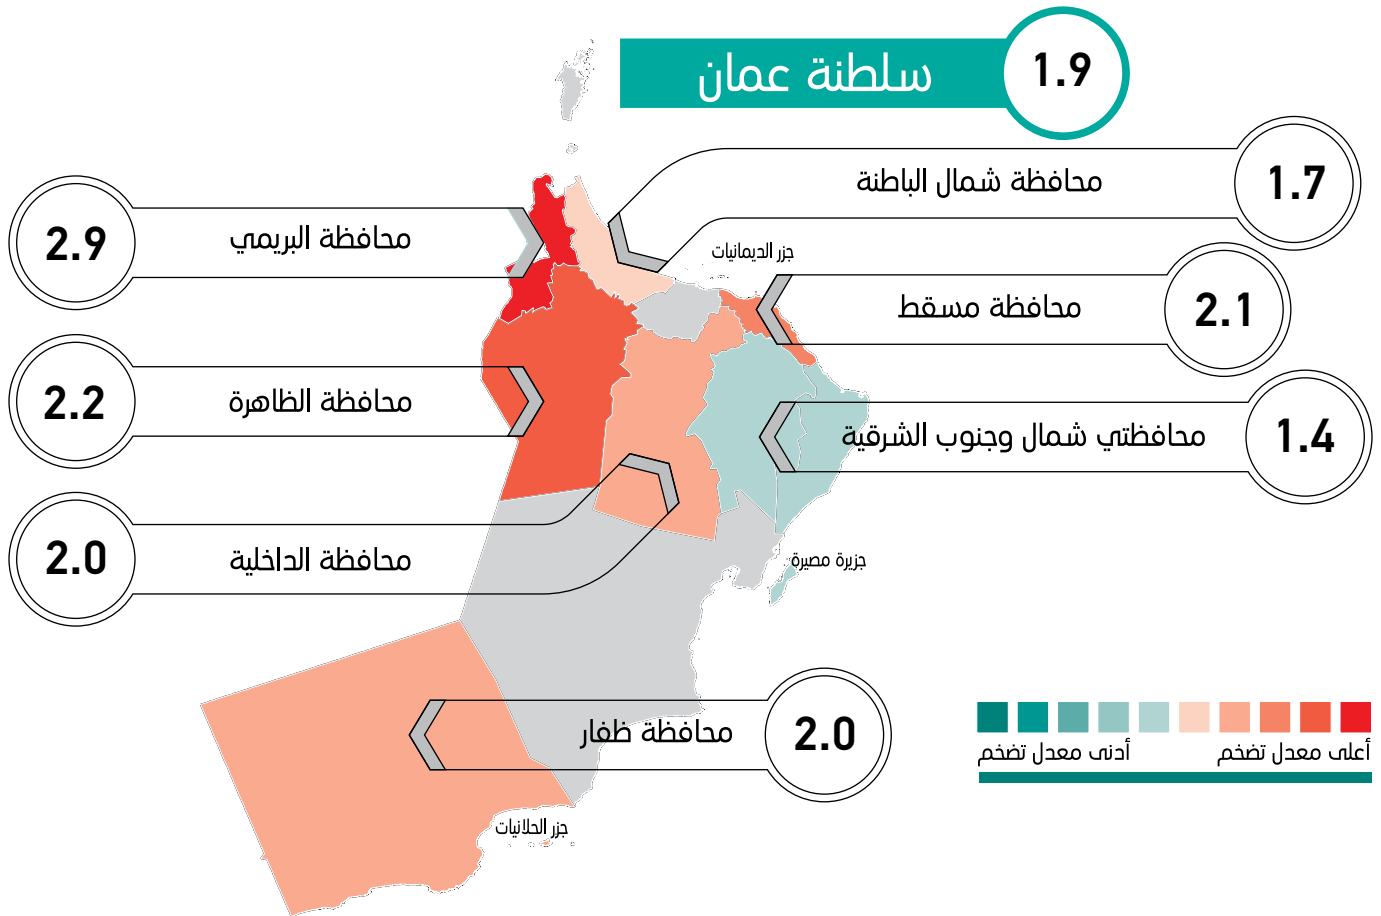 سلطنة عمان
1.9
محافظة شمال الباطنة
1.7
محافظة البريمي
2.9
جزر الديمانيات
محافظة مسقط
2.1
محافظة الظاهرة
2.2
محافظتي شمال وجنوب الشرقية
1.4
محافظة الداخلية
2.0
جزيرة مصيرة
محافظة ظفار
2.0
أعلى معدل تضخم
أدنى معدل تضخم
جزر الحلانيات